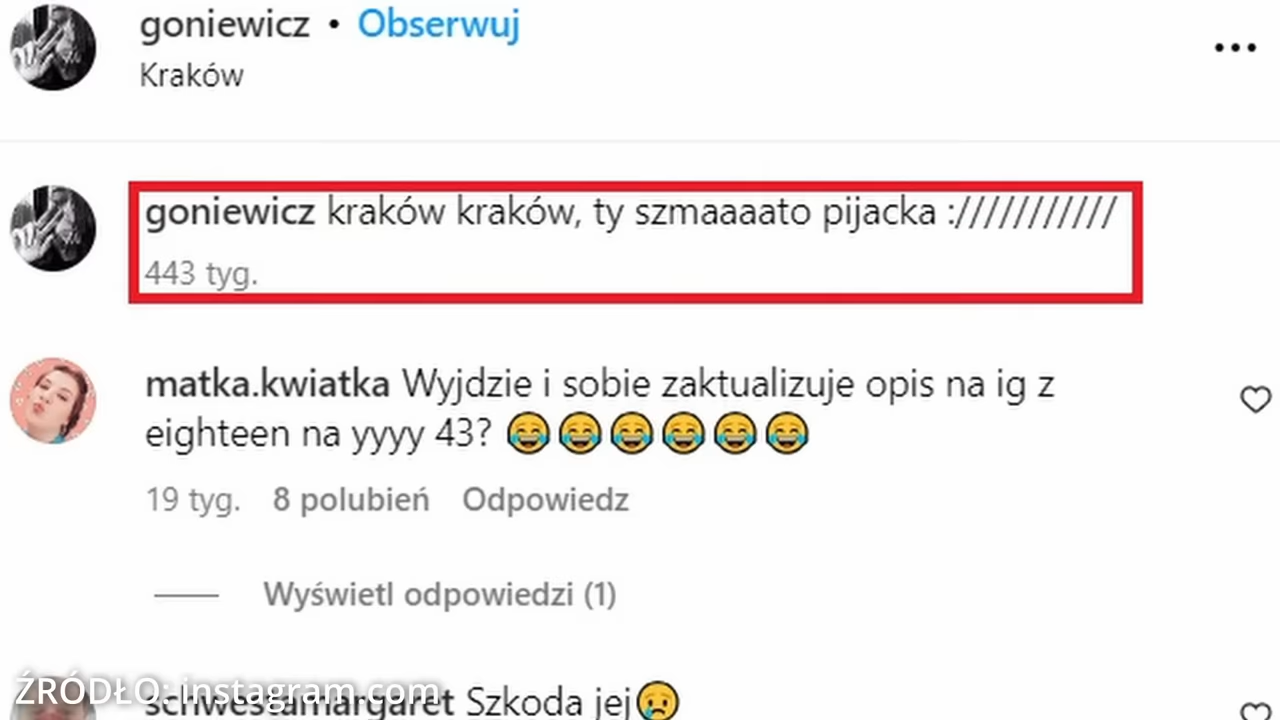 goniewicz • Obserwuj
Kraków
goniewicz kraków kraków, ty szmaaaato pijacka :///////////
443 tyg.
matka.kwiatka Wyjdzie i sobie zaktualizuje opis na ig z
eighteen na yyyy 43? 😂😂😂😂😂😂
19 tyg. 8 polubień Odpowiedz
Wyświetl odpowiedzi (1)
schwestamargaret Szkoda jej😢
ŹRÓDŁO: instagram.com